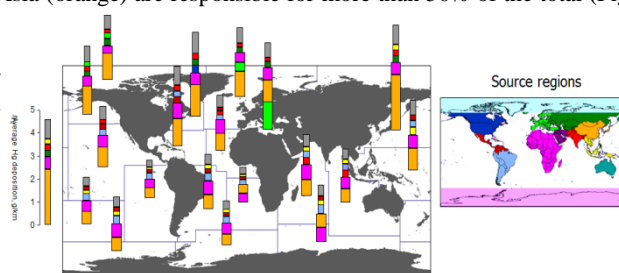 Asia (orange) are responsible for more than 50% of the total (Fig
Source regions
Average Hg deposition, g/km
5
4
3
2
1
0